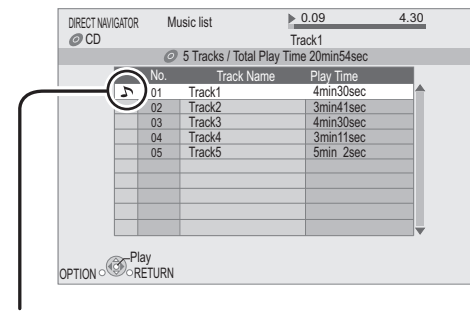 DIRECT NAVIGATOR Music list 0.09 4.30
CD Track1
5 Tracks / Total Play Time 20min54sec
No. Track Name Play Time
01 Track1 4min30sec
02 Track2 3min41sec
03 Track3 4min30sec
04 Track4 3min11sec
05 Track5 5min 2sec
Play
OPTION RETURN